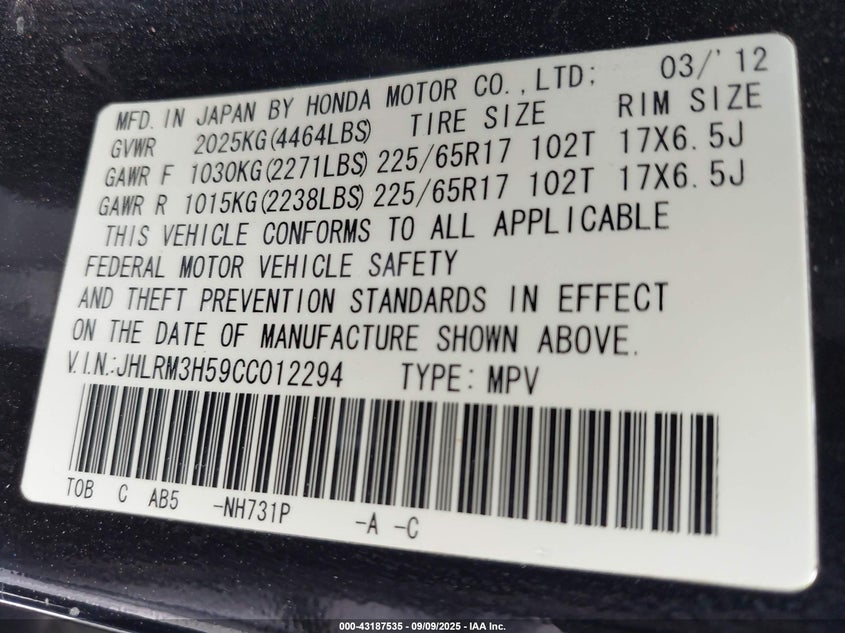 MFD. IN JAPAN BY HONDA MOTOR CO.,LTD; 03/'12
GVWR 2025KG(4464LBS) TIRE SIZE RIM SIZE
GAWR F 1030KG(2271LBS) 225/65R17 102T 17X6.5J
GAWR R 1015KG(2238LBS) 225/65R17 102T 17X6.5J
THIS VEHICLE CONFORMS TO ALL APPLICABLE
FEDERAL MOTOR VEHICLE SAFETY
AND THEFT PREVENTION STANDARDS IN EFFECT
ON THE DATE OF MANUFACTURE SHOWN ABOVE.
V.I.N.:JHLRM3H59CC012294 TYPE: MPV
T0B C AB5 -NH731P -A -C
000-43187535 - 09/09/2025 - IAA Inc.